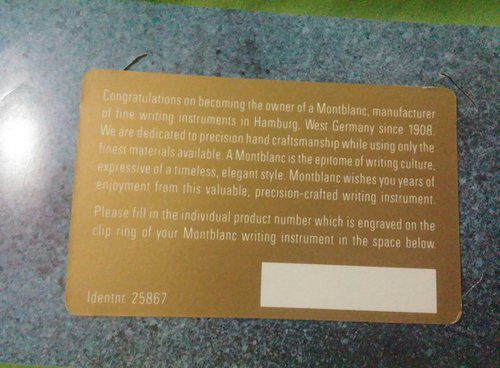 Congratulations on becoming the owner of a Montblanc, manufacturer
of fine writing instruments in Hamburg, West Germany since 1908.
We are dedicated to precision hand craftsmanship while using only the
finest materials available. A Montblanc is the epitome of writing culture,
expressive of a timeless, elegant style. Montblanc wishes you years of
enjoyment from this valuable, precision-crafted writing instrument.
Please fill in the individual product number which is engraved on the
clip ring of your Montblanc writing instrument in the space below.
Identnr 25867